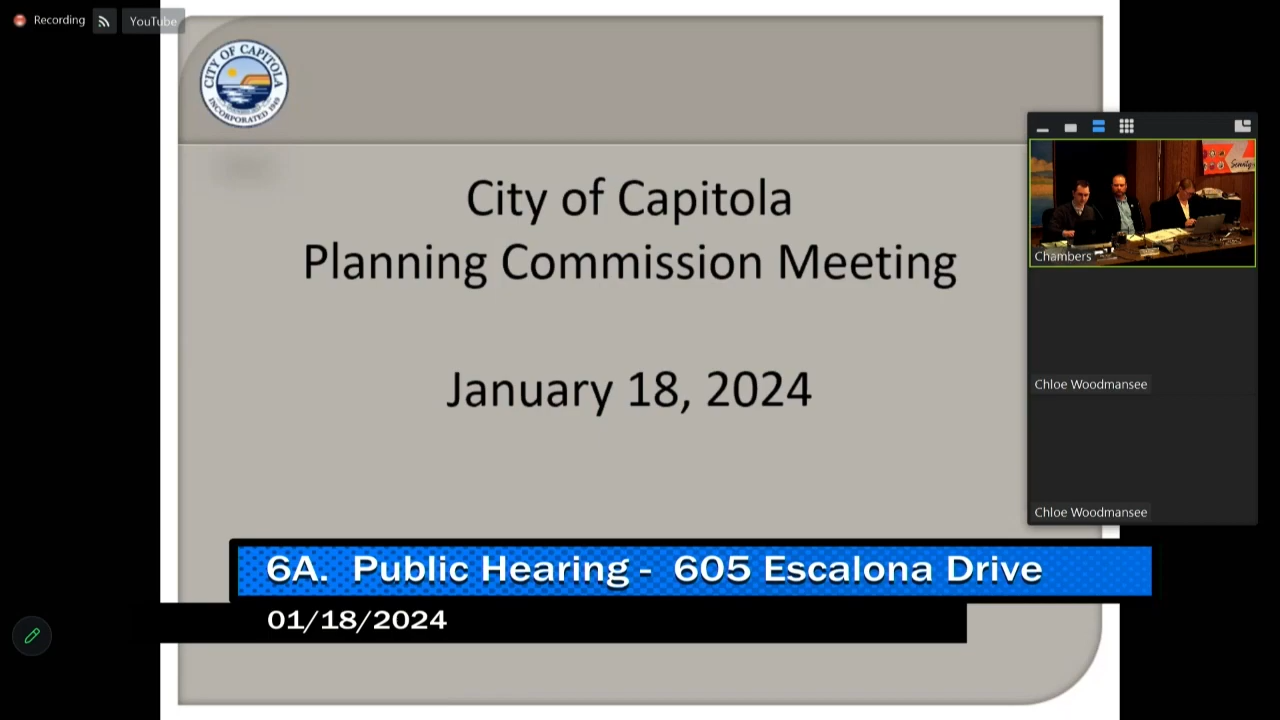 Recording
YouTube
CITY OF CAPITOLA
INCORPORATED 1949
City of Capitola
Planning Commission Meeting
January 18, 2024
Chambers
Chloe Woodmansee
Chloe Woodmansee
6A. Public Hearing - 605 Escalona Drive
01/18/2024